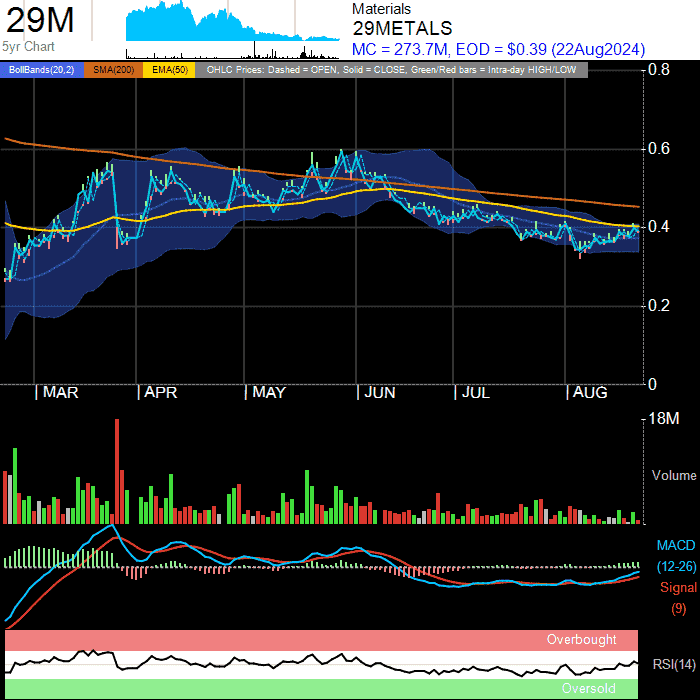 29M
5yr Chart
Materials
29METALS
MC = 273.7M, EOD = $0.39 (22Aug2024)
BollBands(20,2) SMA(200) EMA(50) OHLC Prices: Dashed = OPEN, Solid = CLOSE, Green/Red bars = Intra-day HIGH/LOW
0.8
0.6
0.4
0.2
0
| MAR | APR | MAY | JUN | JUL | AUG
18M
Volume
MACD
(12-26)
Signal
(9)
Overbought
RSI(14)
Oversold